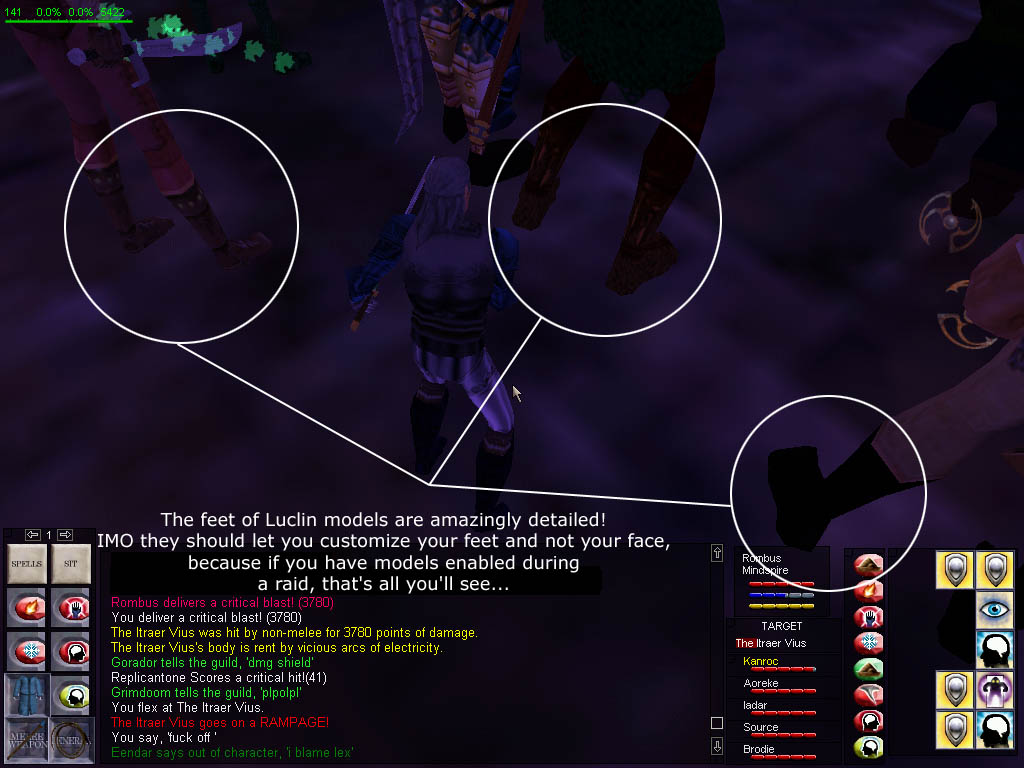 141 0.0% 0.0% 5422
The feet of Luclin models are amazingly detailed!
IMO they should let you customize your feet and not your face,
because if you have models enabled during
a raid, that's all you'll see...
1
SPELLS SIT
Rombus delivers a critical blast! (3780)
You deliver a critical blast! (3780)
The Itraer Vius was hit by non-melee for 3780 points of damage.
The Itraer Vius's body is rent by vicious arcs of electricity.
Gorador tells the guild, 'dmg shield'
Replicantone Scores a critical hit!(41)
Grimdoom tells the guild, 'plpolpl'
You flex at The Itraer Vius.
The Itraer Vius goes on a RAMPAGE!
You say, 'fuck off '
Eendar says out of character, 'i blame lex'
Rombus
Mindspire
TARGET
The Itraer Vius
Kanroc
Aoreke
Iadar
Source
Brodie